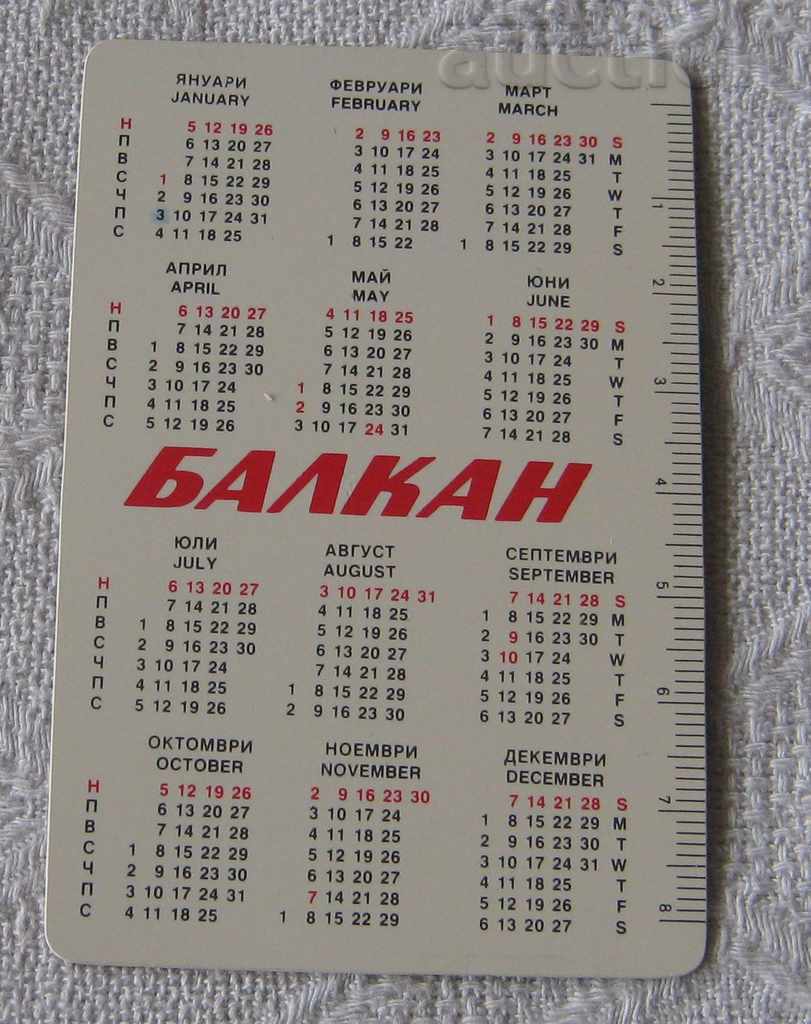 auctio
ЯНУАРИ ФЕВРУАРИ МАРТ
JANUARY FEBRUARY MARCH
Н 5 12 19 26 2 9 16 23 2 9 16 23 30 S
П 6 13 20 27 3 10 17 24 3 10 17 24 31 M
В 7 14 21 28 4 11 18 25 4 11 18 25 T
С 1 8 15 22 29 5 12 19 26 5 12 19 26 W
Ч 2 9 16 23 30 6 13 20 27 6 13 20 27 T
П 3 10 17 24 31 7 14 21 28 7 14 21 28 F
С 4 11 18 25 1 8 15 22 1 8 15 22 29 S
АПРИЛ МАЙ ЮНИ
APRIL MAY JUNE
Н 6 13 20 27 4 11 18 25 1 8 15 22 29 S
П 7 14 21 28 5 12 19 26 2 9 16 23 30 M
В 1 8 15 22 29 6 13 20 27 3 10 17 24 T
С 2 9 16 23 30 7 14 21 28 4 11 18 25 W
Ч 3 10 17 24 1 8 15 22 29 5 12 19 26 T
П 4 11 18 25 2 9 16 23 30 6 13 20 27 F
С 5 12 19 26 3 10 17 24 31 7 14 21 28 S
БАЛКАН
ЮЛИ АВГУСТ СЕПТЕМВРИ
JULY AUGUST SEPTEMBER
Н 6 13 20 27 3 10 17 24 31 7 14 21 28 S
П 7 14 21 28 4 11 18 25 1 8 15 22 29 M
В 1 8 15 22 29 5 12 19 26 2 9 16 23 30 T
С 2 9 16 23 30 6 13 20 27 3 10 17 24 W
Ч 3 10 17 24 7 14 21 28 4 11 18 25 T
П 4 11 18 25 1 8 15 22 29 5 12 19 26 F
С 5 12 19 26 2 9 16 23 30 6 13 20 27 S
ОКТОМВРИ НОЕМВРИ ДЕКЕМВРИ
OCTOBER NOVEMBER DECEMBER
Н 5 12 19 26 2 9 16 23 30 7 14 21 28 S
П 6 13 20 27 3 10 17 24 1 8 15 22 29 M
В 7 14 21 28 4 11 18 25 2 9 16 23 30 T
С 1 8 15 22 29 5 12 19 26 3 10 17 24 31 W
Ч 2 9 16 23 30 6 13 20 27 4 11 18 25 T
П 3 10 17 24 31 7 14 21 28 5 12 19 26 F
С 4 11 18 25 1 8 15 22 29 6 13 20 27 S
1
2
3
4
5
6
7
8